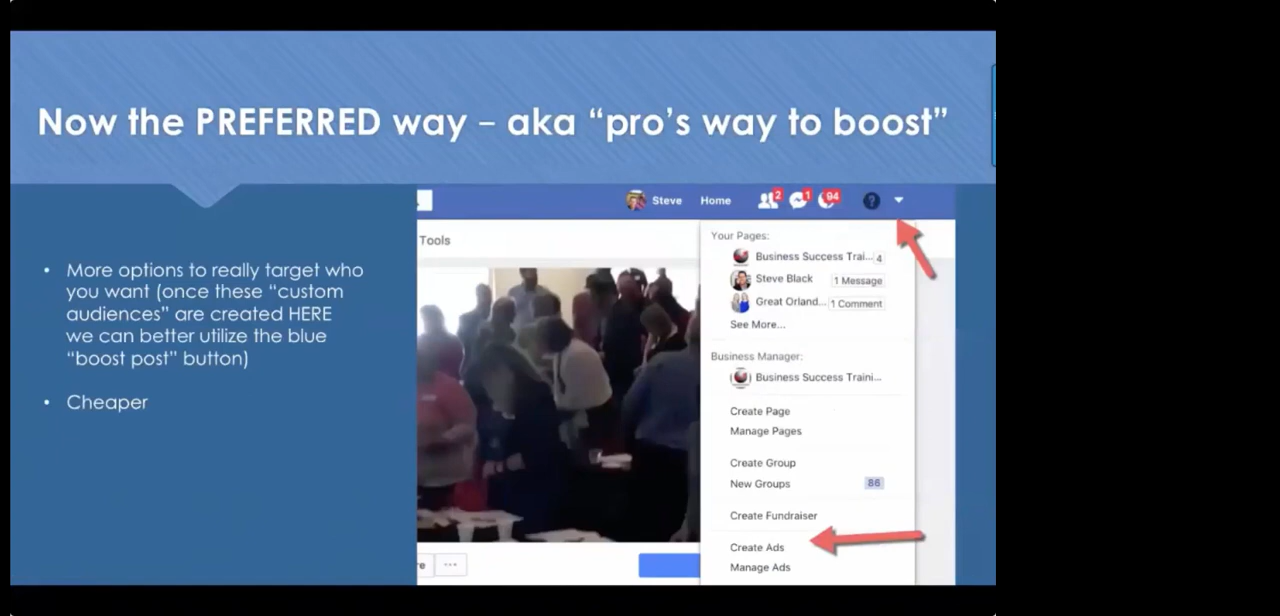 Now the PREFERRED way – aka “pro’s way to boost”
• More options to really target who
you want (once these “custom
audiences” are created HERE
we can better utilize the blue
“boost post” button)
• Cheaper
Steve Home 2 1 94 ?
Tools
Your Pages:
Business Success Trai... 4
Steve Black 1 Message
Great Orland... 1 Comment
See More...
Business Manager:
Business Success Traini...
Create Page
Manage Pages
Create Group
New Groups 86
Create Fundraiser
Create Ads
Manage Ads
e ...